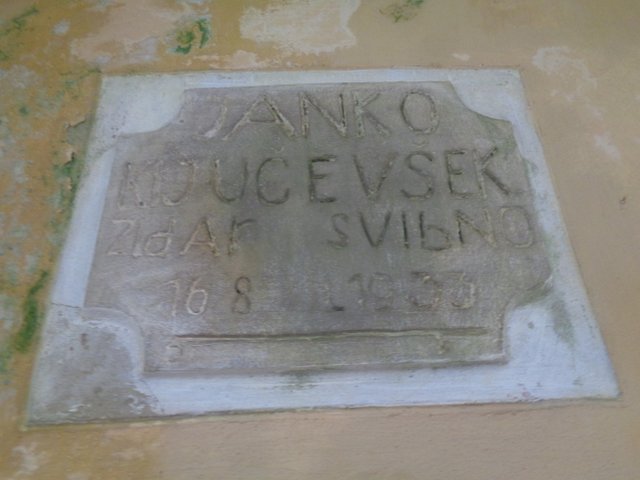 JANKO
KLJUČEVŠEK
ZIdAr SVIbNO
16 8 1933